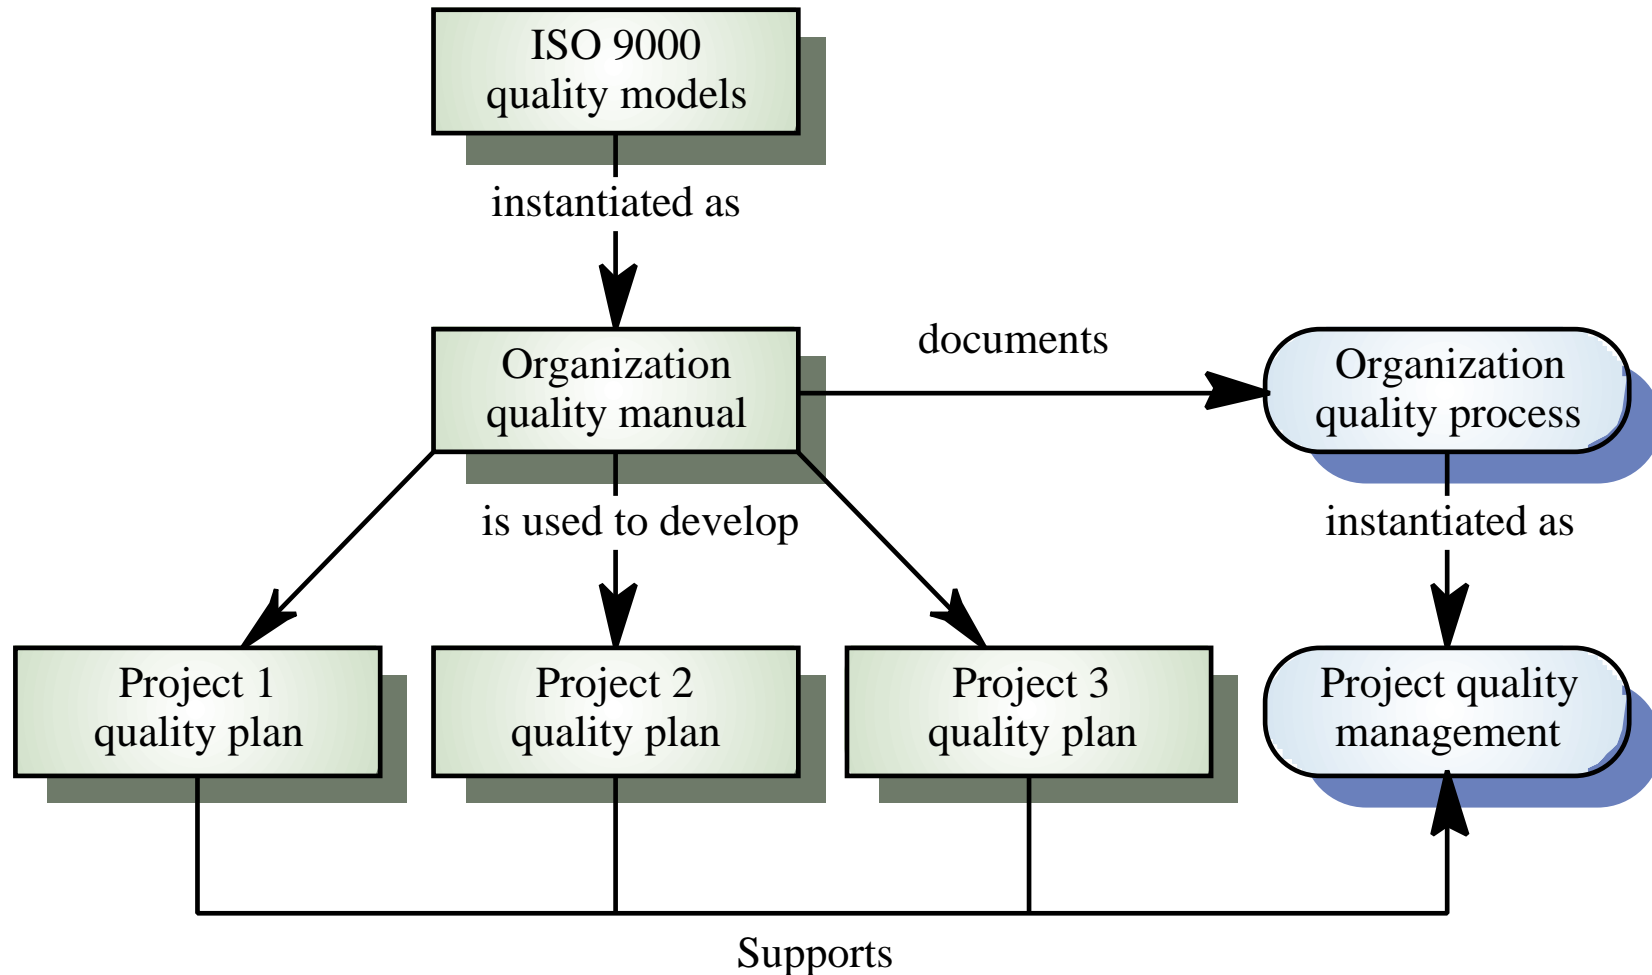 ISO 9000
quality models
instantiated as
documents
Organization
quality manual
Organization
quality process
is used to develop
instantiated as
Project 1
quality plan
Project 2
quality plan
Project 3
quality plan
Project quality
management
Supports